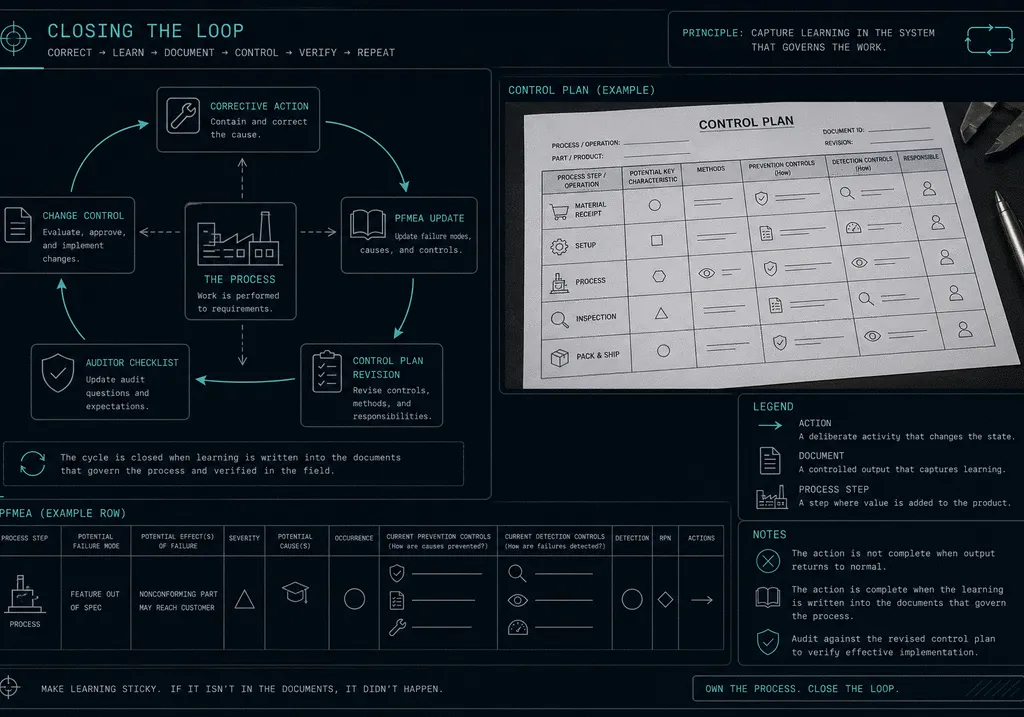 CLOSING THE LOOP
CORRECT → LEARN → DOCUMENT → CONTROL → VERIFY → REPEAT
PRINCIPLE: CAPTURE LEARNING IN THE SYSTEM
THAT GOVERNS THE WORK.
CORRECTIVE ACTION
Contain and correct
the cause.
CHANGE CONTROL
Evaluate, approve,
and implement
changes.
THE PROCESS
Work is performed
to requirements.
PFMEA UPDATE
Update failure modes,
causes, and controls.
AUDITOR CHECKLIST
Update audit
questions and
expectations.
CONTROL PLAN
REVISION
Revise controls,
methods, and
responsibilities.
The cycle is closed when learning is written into the documents
that govern the process and verified in the field.
CONTROL PLAN (EXAMPLE)
CONTROL PLAN
PROCESS / OPERATION:
PART / PRODUCT:
DOCUMENT ID:
REVISION:
PROCESS STEP /
OPERATION
POTENTIAL KEY
CHARACTERISTIC
METHODS
PREVENTION CONTROLS
(How)
DETECTION CONTROLS
(How)
RESPONSIBLE
MATERIAL
RECEIPT
SETUP
PROCESS
INSPECTION
PACK & SHIP
LEGEND
ACTION
A deliberate activity that changes the state.
DOCUMENT
A controlled output that captures learning.
PROCESS STEP
A step where value is added to the product.
NOTES
The action is not complete when output
returns to normal.
The action is complete when the learning
is written into the documents that govern
the process.
Audit against the revised control plan
to verify effective implementation.
PFMEA (EXAMPLE ROW)
PROCESS STEP
POTENTIAL
FAILURE MODE
POTENTIAL EFFECT(S)
OF FAILURE
SEVERITY
POTENTIAL
CAUSE(S)
OCCURRENCE
CURRENT PREVENTION CONTROLS
(How are causes prevented?)
CURRENT DETECTION CONTROLS
(How are failures detected?)
DETECTION
RPN
ACTIONS
PROCESS
FEATURE OUT
OF SPEC
NONCONFORMING PART
MAY REACH CUSTOMER
MAKE LEARNING STICKY. IF IT ISN'T IN THE DOCUMENTS, IT DIDN'T HAPPEN.
OWN THE PROCESS. CLOSE THE LOOP.